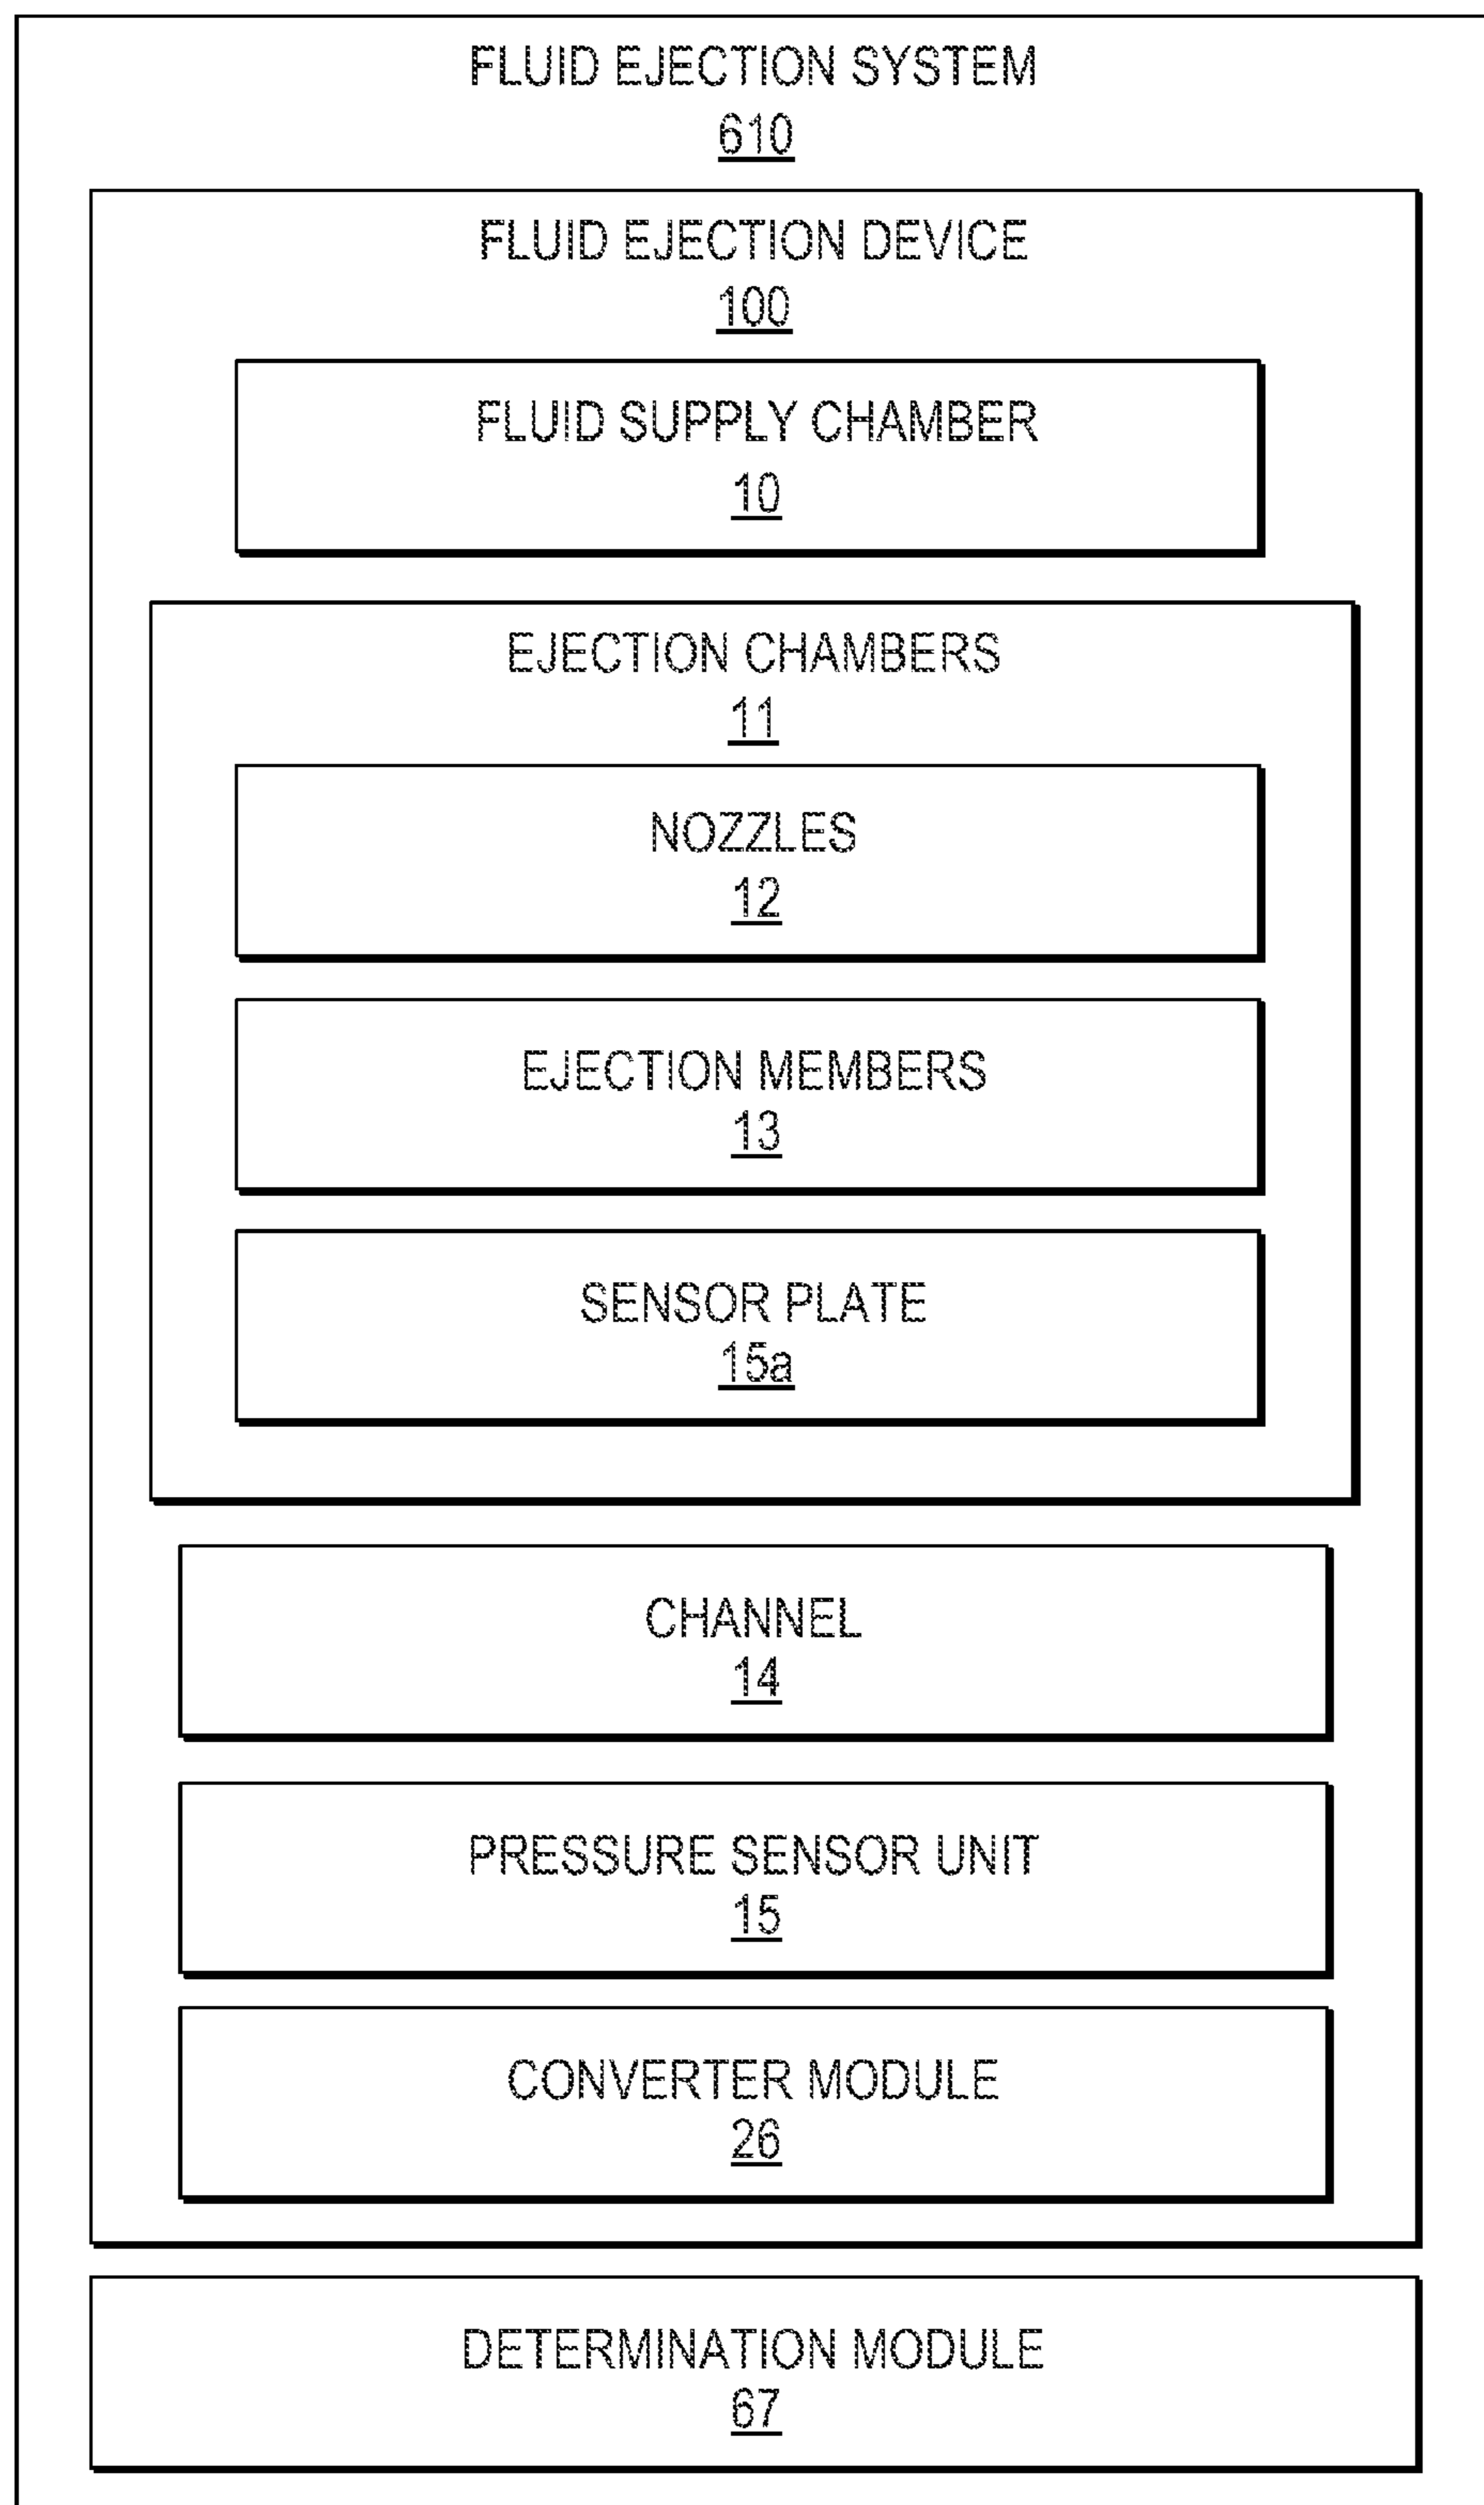 FLUID EJECTION SYSTEM
610
FLUID EJECTION DEVICE
100
FLUID SUPPLY CHAMBER
10
EJECTION CHAMBERS
11
NOZZLES
12
EJECTION MEMBERS
13
SENSOR PLATE
15a
CHANNEL
14
PRESSURE SENSOR UNIT
15
CONVERTER MODULE
26
DETERMINATION MODULE
67